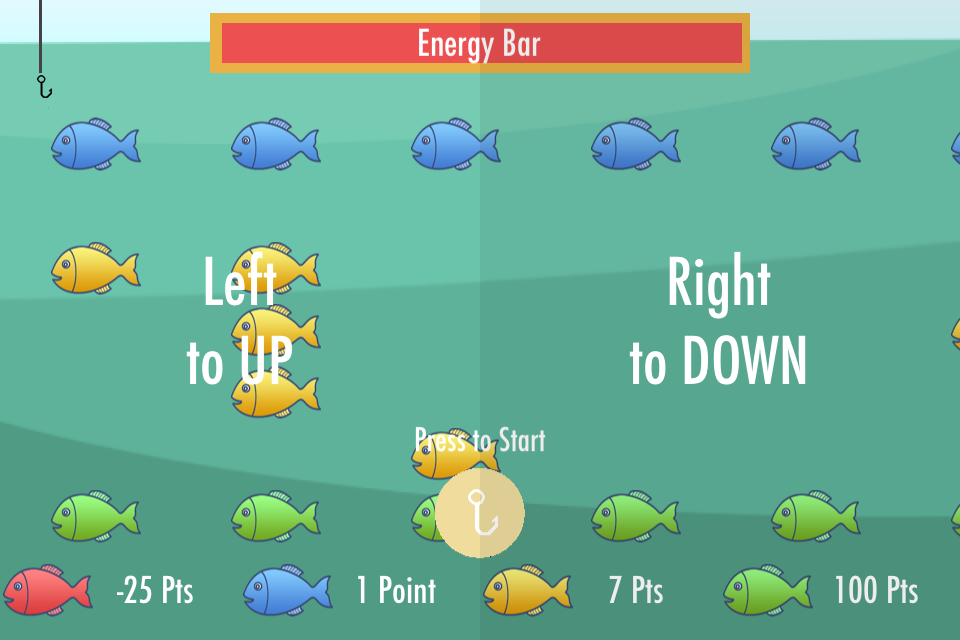 Energy Bar
Left
to UP
Right
to DOWN
Press to Start
-25 Pts
1 Point
7 Pts
100 Pts